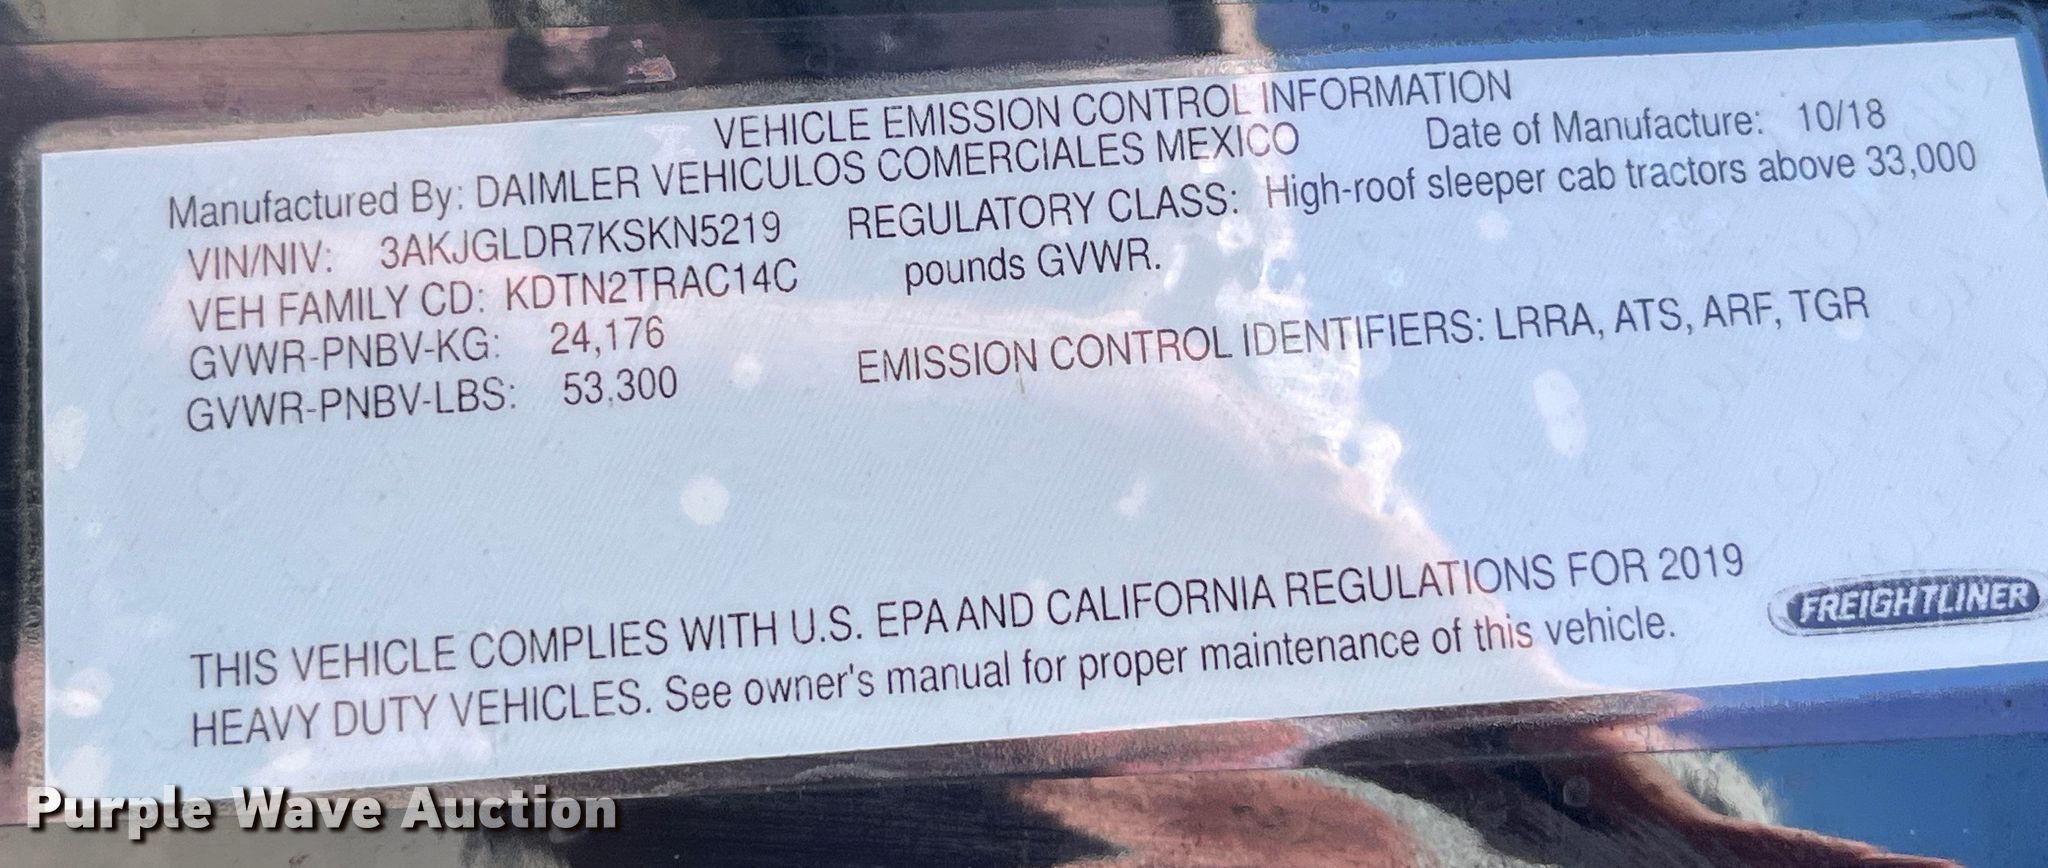 VEHICLE EMISSION CONTROL INFORMATION
Manufactured By: DAIMLER VEHICULOS COMERCIALES MEXICO Date of Manufacture: 10/18
VIN/NIV: 3AKJGLDR7KSKN5219 REGULATORY CLASS: High-roof sleeper cab tractors above 33,000
VEH FAMILY CD: KDTN2TRAC14C pounds GVWR.
GVWR-PNBV-KG: 24,176
GVWR-PNBV-LBS: 53,300 EMISSION CONTROL IDENTIFIERS: LRRA, ATS, ARF, TGR
THIS VEHICLE COMPLIES WITH U.S. EPA AND CALIFORNIA REGULATIONS FOR 2019
HEAVY DUTY VEHICLES. See owner's manual for proper maintenance of this vehicle.
FREIGHTLINER
Purple Wave Auction